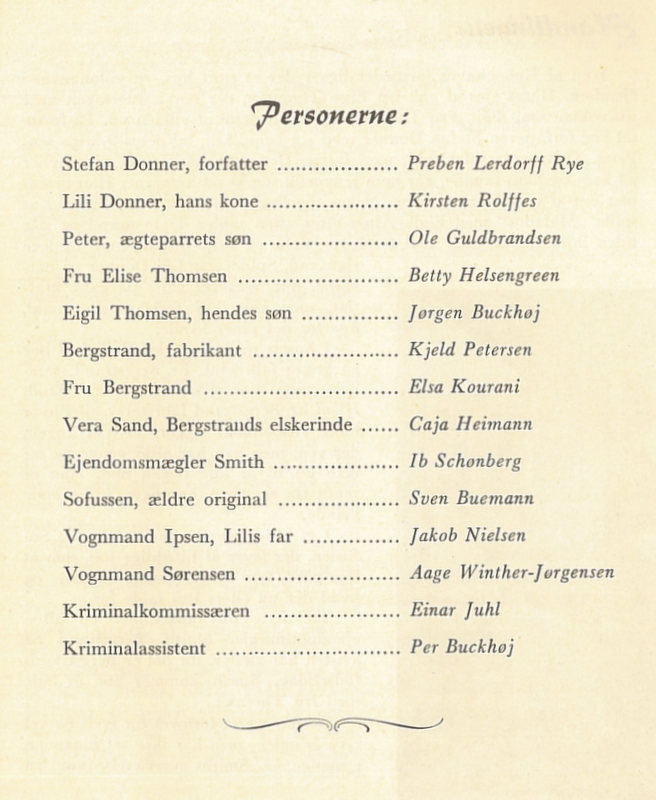 Personerne:
Stefan Donner, forfatter ................... Preben Lerdorff Rye
Lili Donner, hans kone ..................... Kirsten Rolffes
Peter, ægteparrets søn ..................... Ole Guldbrandsen
Fru Elise Thomsen ......................... Betty Helsengreen
Eigil Thomsen, hendes søn ............... Jørgen Buckhøj
Bergstrand, fabrikant ....................... Kjeld Petersen
Fru Bergstrand .............................. Elsa Kourani
Vera Sand, Bergstrands elskerinde ...... Caja Heimann
Ejendomsmægler Smith .................... Ib Schønberg
Sofussen, ældre original ................... Sven Buemann
Vognmand Ipsen, Lilis far ............... Jakob Nielsen
Vognmand Sørensen ........................ Aage Winther-Jørgensen
Kriminalkommissæren ..................... Einar Juhl
Kriminalassistent ............................. Per Buckhøj